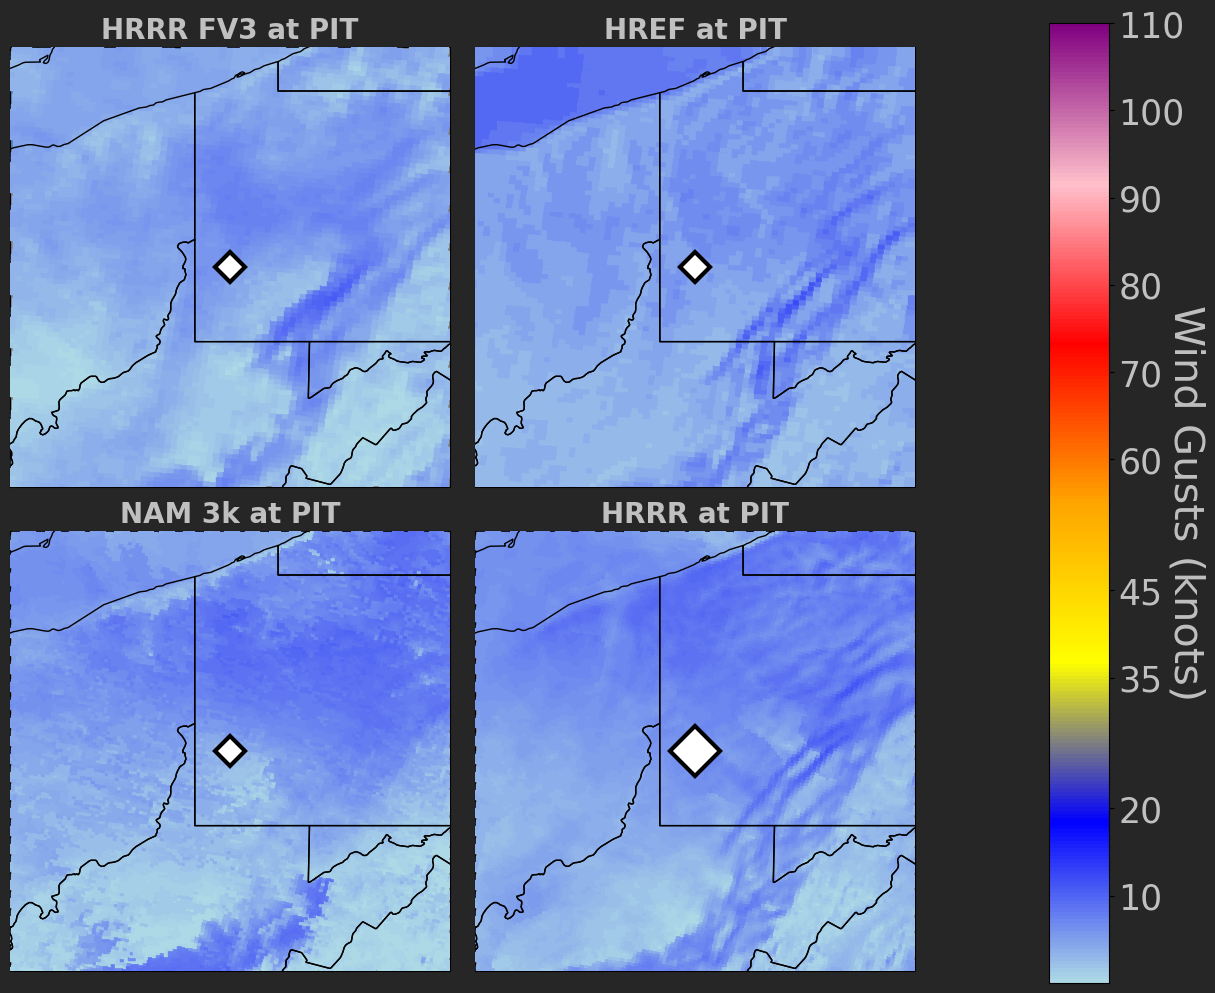 HRRR FV3 at PIT
HREF at PIT
NAM 3k at PIT
HRRR at PIT
110
100
90
80
70
60
45
35
20
10
Wind Gusts (knots)